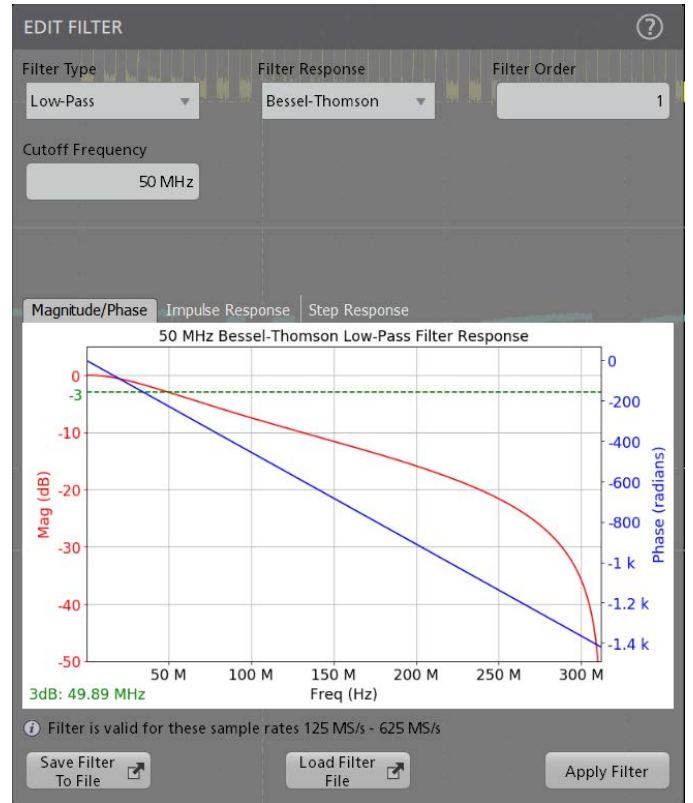 EDIT FILTER
?
Filter Type Filter Response Filter Order
Low-Pass Bessel-Thomson 1
Cutoff Frequency
50 MHz
Magnitude/Phase Impulse Response Step Response
50 MHz Bessel-Thomson Low-Pass Filter Response
0
-3
-10
-20
-30
-40
-50
Mag (dB)
0
-200
-400
-600
-800
-1 k
-1.2 k
-1.4 k
Phase (radians)
50 M 100 M 150 M 200 M 250 M 300 M
3dB: 49.89 MHz Freq (Hz)
i Filter is valid for these sample rates 125 MS/s - 625 MS/s
Save Filter
To File
Load Filter
File
Apply Filter